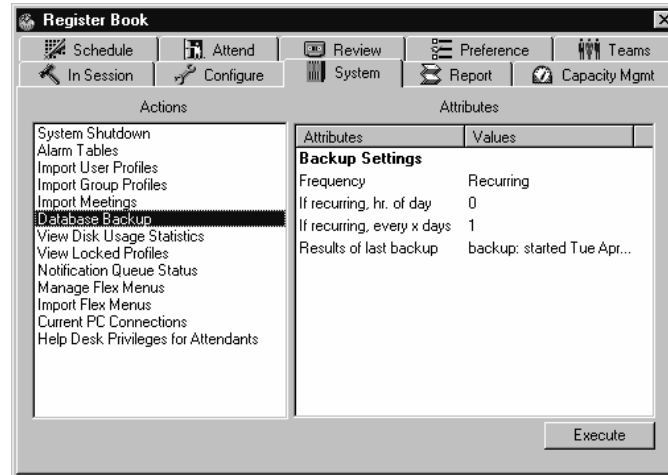 Register Book
Schedule Attend Review Preference Teams
In Session Configure System Report Capacity Mgmt
Actions
System Shutdown
Alarm Tables
Import User Profiles
Import Group Profiles
Import Meetings
Database Backup
View Disk Usage Statistics
View Locked Profiles
Notification Queue Status
Manage Flex Menus
Import Flex Menus
Current PC Connections
Help Desk Privileges for Attendants
Attributes
Attributes Values
Backup Settings
Frequency Recurring
If recurring, hr. of day 0
If recurring, every x days 1
Results of last backup backup: started Tue Apr...
Execute